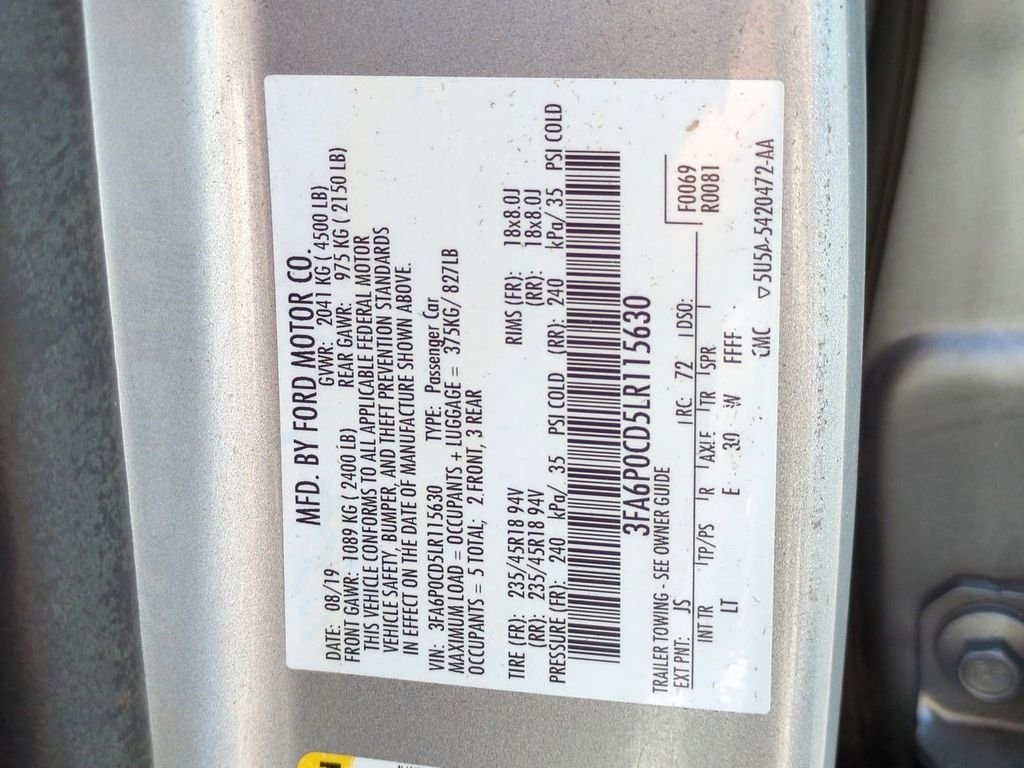 MFD. BY FORD MOTOR CO.
DATE: 08/19 GVWR: 2041 KG ( 4500 LB)
FRONT GAWR: 1089 KG ( 2400 LB) REAR GAWR: 975 KG ( 2150 LB)
THIS VEHICLE CONFORMS TO ALL APPLICABLE FEDERAL MOTOR
VEHICLE SAFETY, BUMPER, AND THEFT PREVENTION STANDARDS
IN EFFECT ON THE DATE OF MANUFACTURE SHOWN ABOVE.
VIN: 3FA6P0CD5LR115630 TYPE: Passenger Car
MAXIMUM LOAD = OCCUPANTS + LUGGAGE = 375KG/ 827LB
OCCUPANTS = 5 TOTAL; 2 FRONT, 3 REAR
TIRE (FR): 235/45R18 94V RIMS (FR): 18x8.0J
(RR): 235/45R18 94V (RR): 18x8.0J
PRESSURE (FR): 240 kPa/ 35 PSI COLD (RR): 240 kPa/ 35 PSI COLD
3FA6P0CD5LR115630
TRAILER TOWING - SEE OWNER GUIDE
F0069
EXT PNT: JS RC: 72 DSO:
R0081
INT TR TP/PS R AXLE TR SPR
LT E 30 W FFFF
GMC 5U5A-5420472-AA